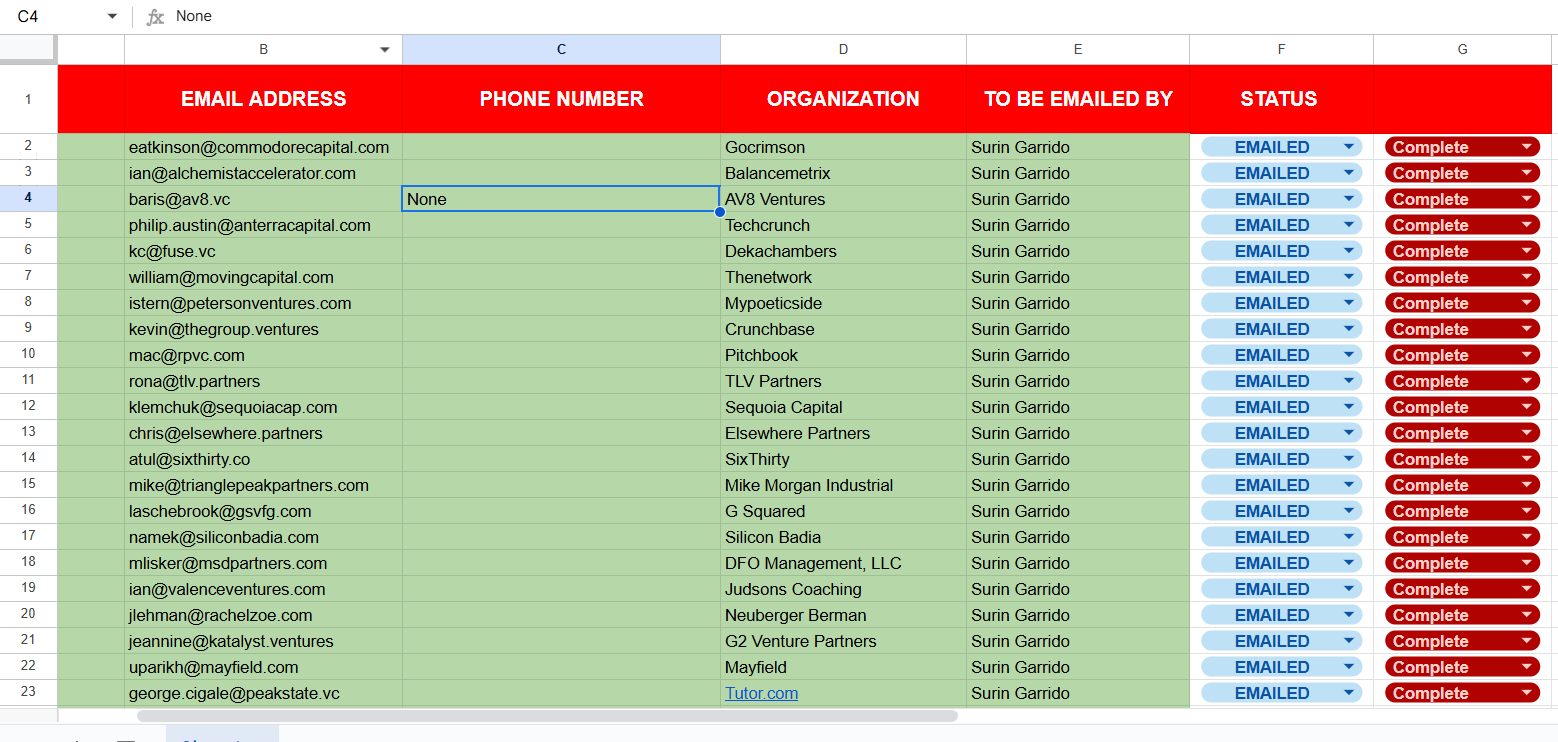 C4 fx None
B C D E F G
1 EMAIL ADDRESS PHONE NUMBER ORGANIZATION TO BE EMAILED BY STATUS
2 eatkinson@commodorecapital.com Gocrimson Surin Garrido EMAILED Complete
3 ian@alchemistaccelerator.com Balancemetrix Surin Garrido EMAILED Complete
4 baris@av8.vc None AV8 Ventures Surin Garrido EMAILED Complete
5 philip.austin@anterracapital.com Techcrunch Surin Garrido EMAILED Complete
6 kc@fuse.vc Dekachambers Surin Garrido EMAILED Complete
7 william@movingcapital.com Thenetwork Surin Garrido EMAILED Complete
8 istern@petersonventures.com Mypoeticside Surin Garrido EMAILED Complete
9 kevin@thegroup.ventures Crunchbase Surin Garrido EMAILED Complete
10 mac@rpvc.com Pitchbook Surin Garrido EMAILED Complete
11 rona@tlv.partners TLV Partners Surin Garrido EMAILED Complete
12 klemchuk@sequoiacap.com Sequoia Capital Surin Garrido EMAILED Complete
13 chris@elsewhere.partners Elsewhere Partners Surin Garrido EMAILED Complete
14 atul@sixthirty.co SixThirty Surin Garrido EMAILED Complete
15 mike@trianglepeakpartners.com Mike Morgan Industrial Surin Garrido EMAILED Complete
16 laschebrook@gsvfg.com G Squared Surin Garrido EMAILED Complete
17 namek@siliconbadia.com Silicon Badia Surin Garrido EMAILED Complete
18 mlisker@msdpartners.com DFO Management, LLC Surin Garrido EMAILED Complete
19 ian@valenceventures.com Judsons Coaching Surin Garrido EMAILED Complete
20 jlehman@rachelzoe.com Neuberger Berman Surin Garrido EMAILED Complete
21 jeannine@katalyst.ventures G2 Venture Partners Surin Garrido EMAILED Complete
22 uparikh@mayfield.com Mayfield Surin Garrido EMAILED Complete
23 george.cigale@peakstate.vc Tutor.com Surin Garrido EMAILED Complete